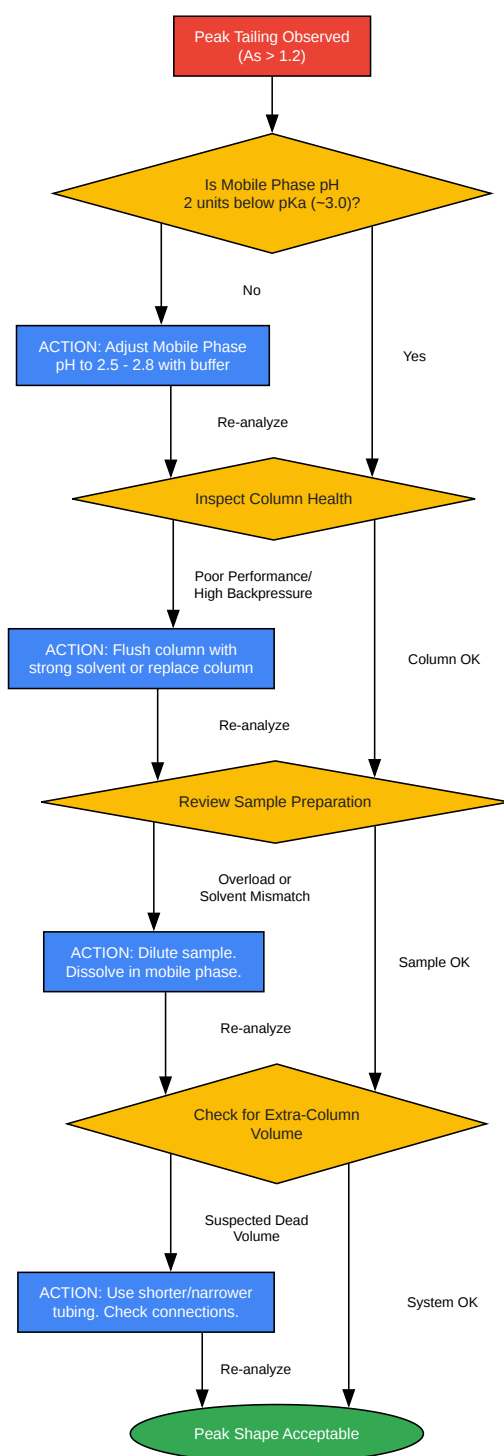 Peak Tailing Observed
(As > 1.2)
Is Mobile Phase pH
2 units below pKa (~3.0)?
No
Yes
ACTION: Adjust Mobile Phase
pH to 2.5 - 2.8 with buffer
Re-analyze
Inspect Column Health
Poor Performance/
High Backpressure
Column OK
ACTION: Flush column with
strong solvent or replace column
Re-analyze
Review Sample Preparation
Overload or
Solvent Mismatch
Sample OK
ACTION: Dilute sample.
Dissolve in mobile phase.
Re-analyze
Check for Extra-Column
Volume
Suspected Dead
Volume
System OK
ACTION: Use shorter/narrower
tubing. Check connections.
Re-analyze
Peak Shape Acceptable